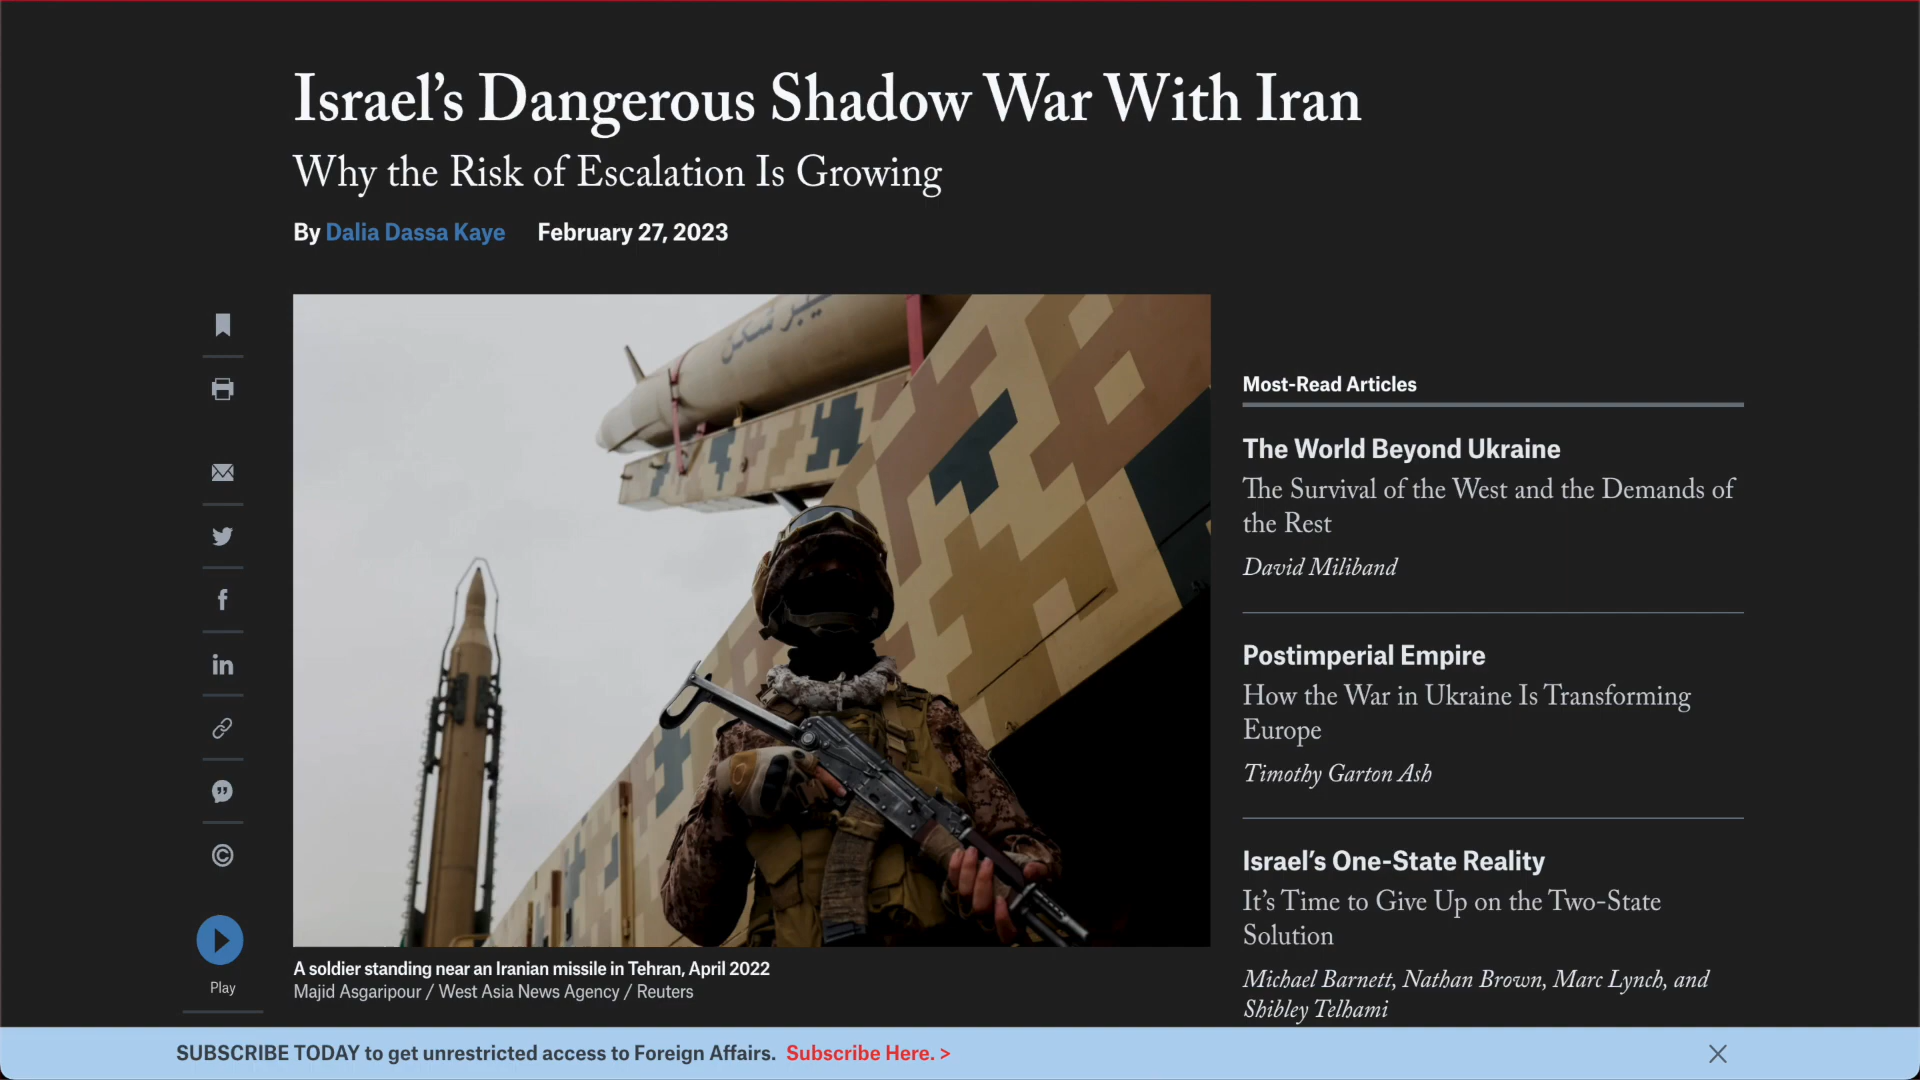 Israel’s Dangerous Shadow War With Iran
Why the Risk of Escalation Is Growing
By Dalia Dassa Kaye February 27, 2023
خیبر شکن
Most-Read Articles
The World Beyond Ukraine
The Survival of the West and the Demands of
the Rest
David Miliband
Postimperial Empire
How the War in Ukraine Is Transforming
Europe
Timothy Garton Ash
Israel’s One-State Reality
It’s Time to Give Up on the Two-State
Solution
Michael Barnett, Nathan Brown, Marc Lynch, and
Shibley Telhami
Play
A soldier standing near an Iranian missile in Tehran, April 2022
Majid Asgaripour / West Asia News Agency / Reuters
SUBSCRIBE TODAY to get unrestricted access to Foreign Affairs. Subscribe Here. >